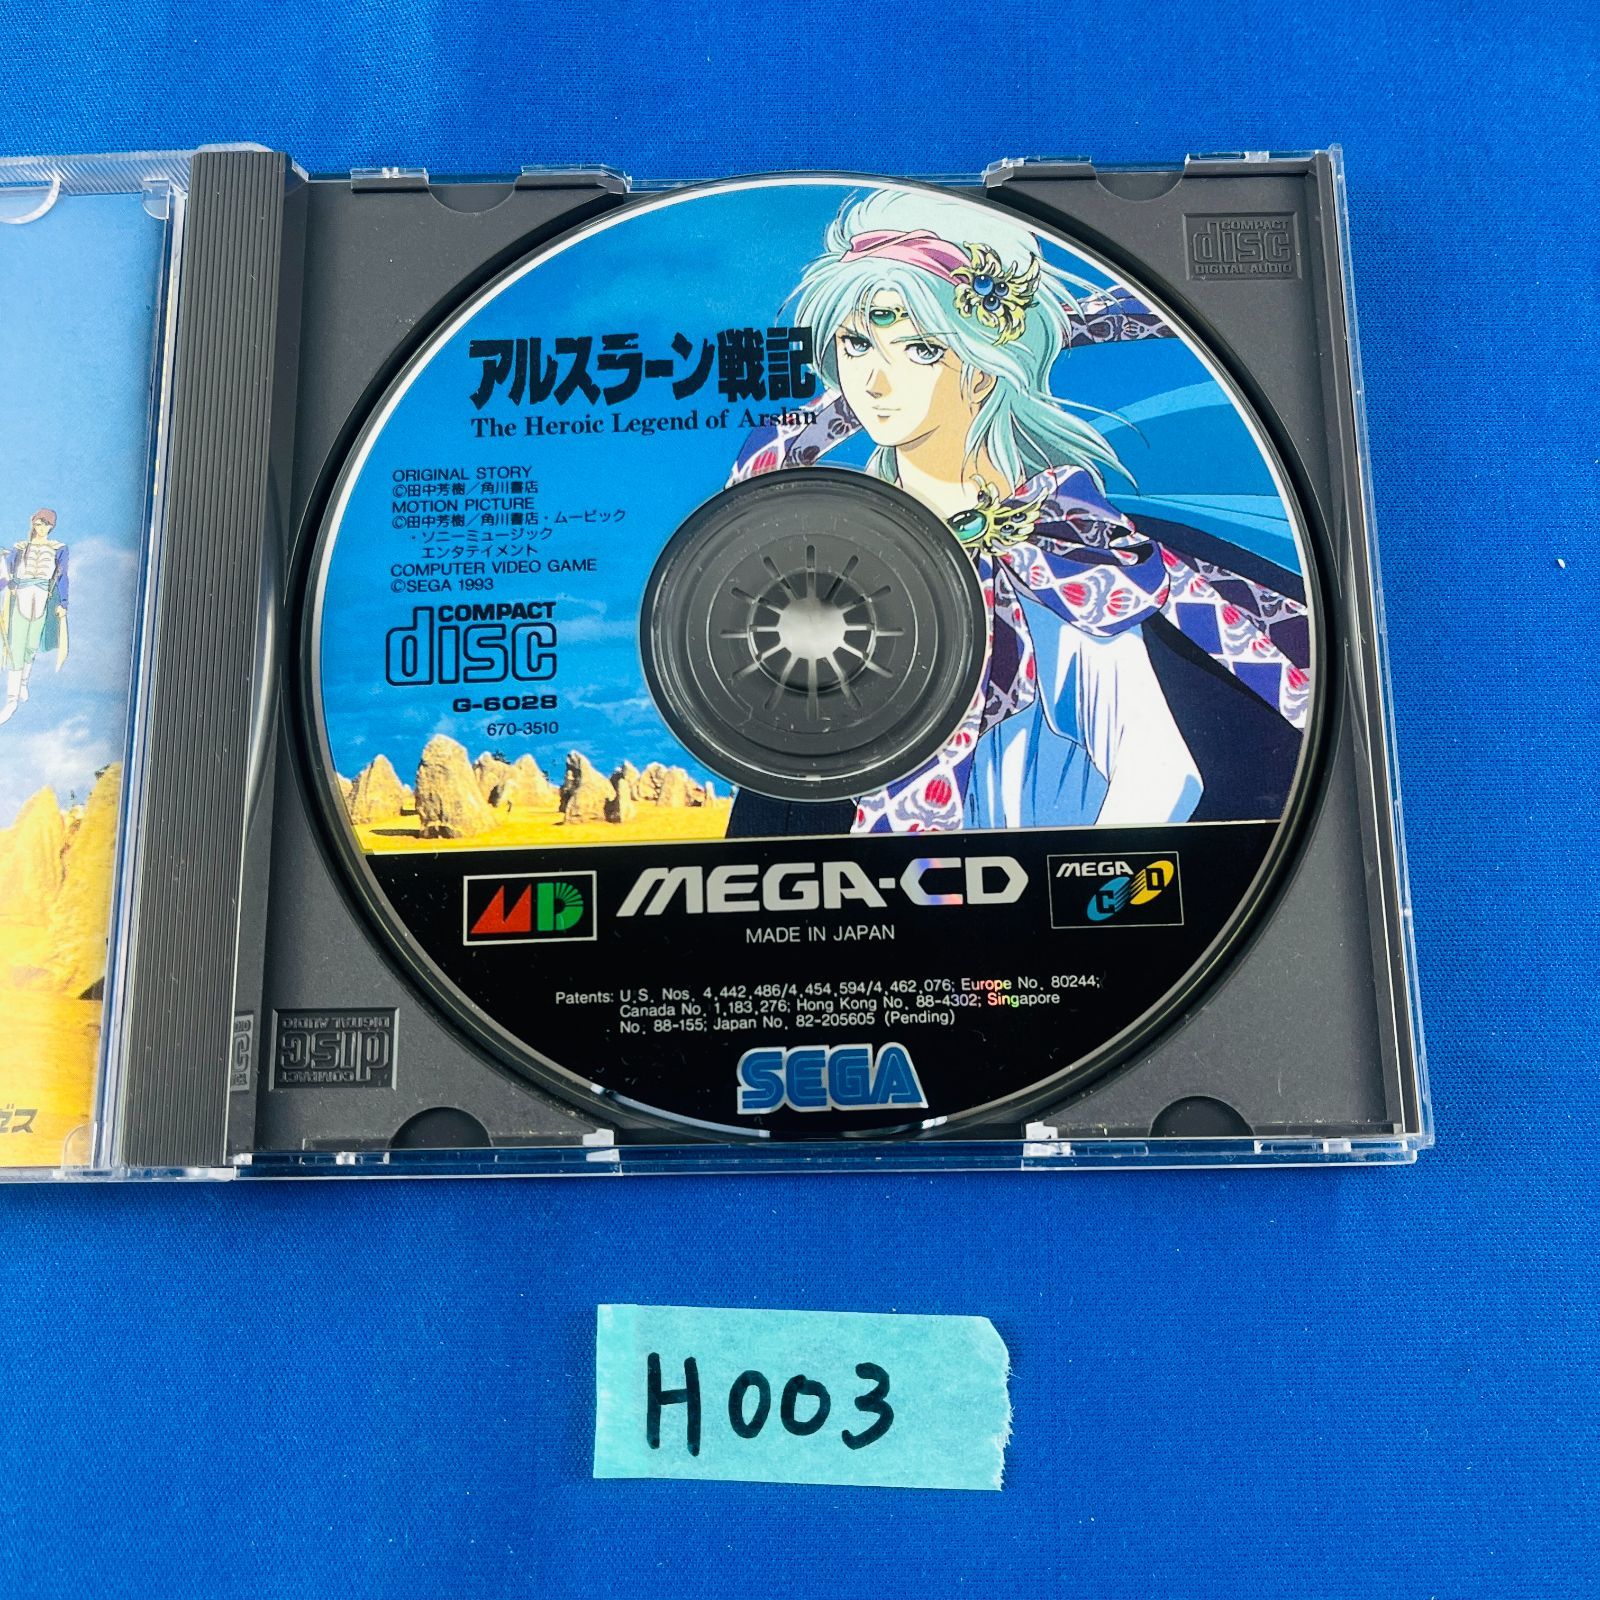 COMPACT
disc
DIGITAL AUDIO
アルスラーン戦記
The Heroic Legend of Arslān
ORIGINAL STORY
©田中芳樹／角川書店
MOTION PICTURE
©田中芳樹／角川書店・ムービック
・ソニーミュージック
エンタテイメント
COMPUTER VIDEO GAME
©SEGA 1993
COMPACT
disc
G-6028
670-3510
MD
MEGA-CD
MEGA
CD
MADE IN JAPAN
Patents: U.S. Nos. 4,442,486/4,454,594/4,462,076; Europe No. 80244;
Canada No. 1,183,276; Hong Kong No. 88-4302; Singapore
No. 88-155; Japan No. 82-205605 (Pending)
SEGA
COMPACT
disc
DIGITAL AUDIO
H003